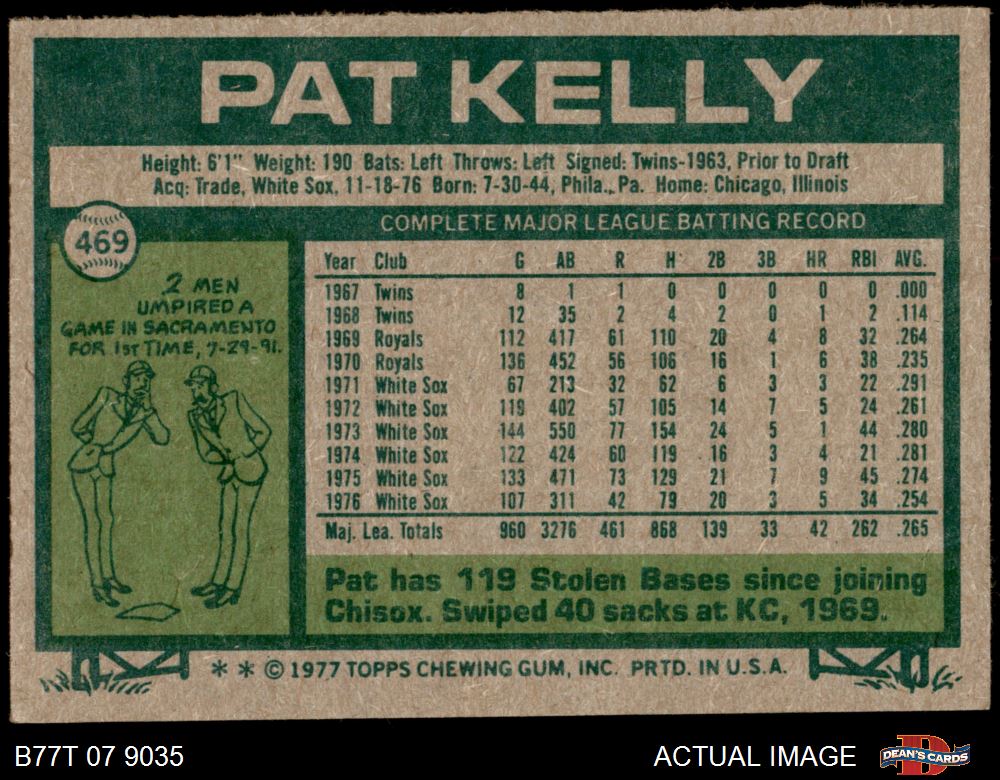 PAT KELLY
Height: 6'1" Weight: 190 Bats: Left Throws: Left Signed: Twins-1963, Prior to Draft
Acq: Trade, White Sox, 11-18-76 Born: 7-30-44, Phila., Pa. Home: Chicago, Illinois
469
COMPLETE MAJOR LEAGUE BATTING RECORD
2 MEN
UMPIRED A
GAME IN SACRAMENTO
FOR 1ST TIME, 7-29-91.
Year Club G AB R H 2B 3B HR RBI AVG.
1967 Twins 8 1 1 0 0 0 0 0 .000
1968 Twins 12 35 2 4 2 0 1 2 .114
1969 Royals 112 417 61 110 20 4 8 32 .264
1970 Royals 136 452 56 106 16 1 6 38 .235
1971 White Sox 67 213 32 62 6 3 3 22 .291
1972 White Sox 119 402 57 105 14 7 5 24 .261
1973 White Sox 144 550 77 154 24 5 1 44 .280
1974 White Sox 122 424 60 119 16 3 4 21 .281
1975 White Sox 133 471 73 129 21 7 9 45 .274
1976 White Sox 107 311 42 79 20 3 5 34 .254
Maj. Lea. Totals 960 3276 461 868 139 33 42 262 .265
Pat has 119 Stolen Bases since joining
Chisox. Swiped 40 sacks at KC, 1969.
* * © 1977 TOPPS CHEWING GUM, INC. PRTD. IN U.S.A.
B77T 07 9035
ACTUAL IMAGE
D
DEAN'S CARDS